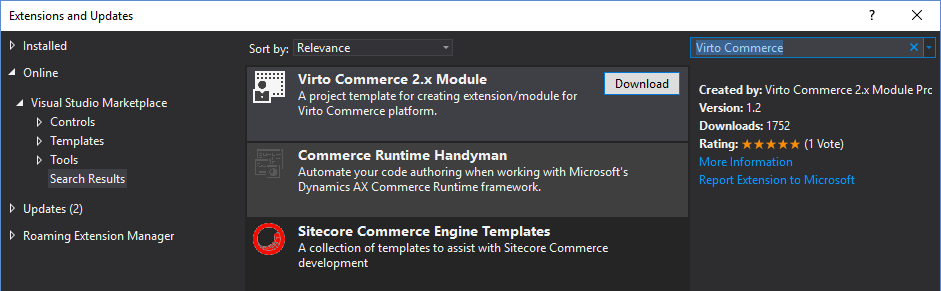 Extensions and Updates
? ×
Installed
Online
Visual Studio Marketplace
Controls
Templates
Tools
Search Results
Updates (2)
Roaming Extension Manager
Sort by: Relevance
Virto Commerce 2.x Module
Download
A project template for creating extension/module for
Virto Commerce platform.
Commerce Runtime Handyman
Automate your code authoring when working with Microsoft's
Dynamics AX Commerce Runtime framework.
Sitecore Commerce Engine Templates
A collection of templates to assist with Sitecore Commerce
development
Virto Commerce
Created by: Virto Commerce 2.x Module Pro
Version: 1.2
Downloads: 1752
Rating: ★★★★★ (1 Vote)
More Information
Report Extension to Microsoft